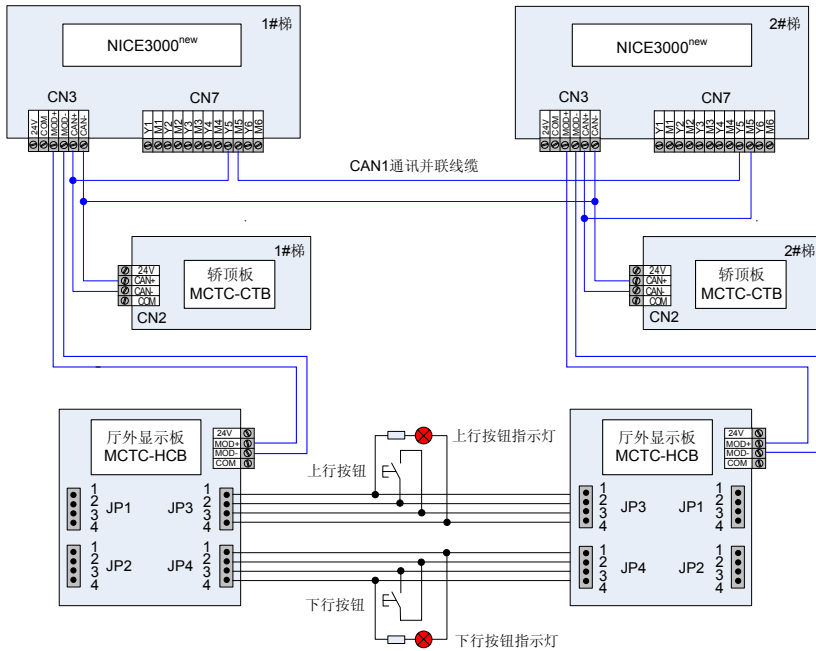 1#梯
NICE3000new
CN3
CN7
24V
COM
MOD+
MOD-
CAN+
CAN-
Y1
M1
Y2
M2
Y3
M3
Y4
M4
Y5
M5
Y6
M6
2#梯
NICE3000new
CN3
CN7
24V
COM
MOD+
MOD-
CAN+
CAN-
Y1
M1
Y2
M2
Y3
M3
Y4
M4
Y5
M5
Y6
M6
CAN1通讯并联线缆
1#梯
24V
CAN+
CAN-
COM
CN2
轿顶板
MCTC-CTB
2#梯
24V
CAN+
CAN-
COM
CN2
轿顶板
MCTC-CTB
厅外显示板
MCTC-HCB
24V
MOD+
MOD-
COM
1
2
3
4
JP1
JP3
1
2
3
4
1
2
3
4
JP2
JP4
1
2
3
4
上行按钮指示灯
上行按钮
下行按钮
下行按钮指示灯
厅外显示板
MCTC-HCB
24V
MOD+
MOD-
COM
1
2
3
4
JP3
JP1
1
2
3
4
1
2
3
4
JP4
JP2
1
2
3
4